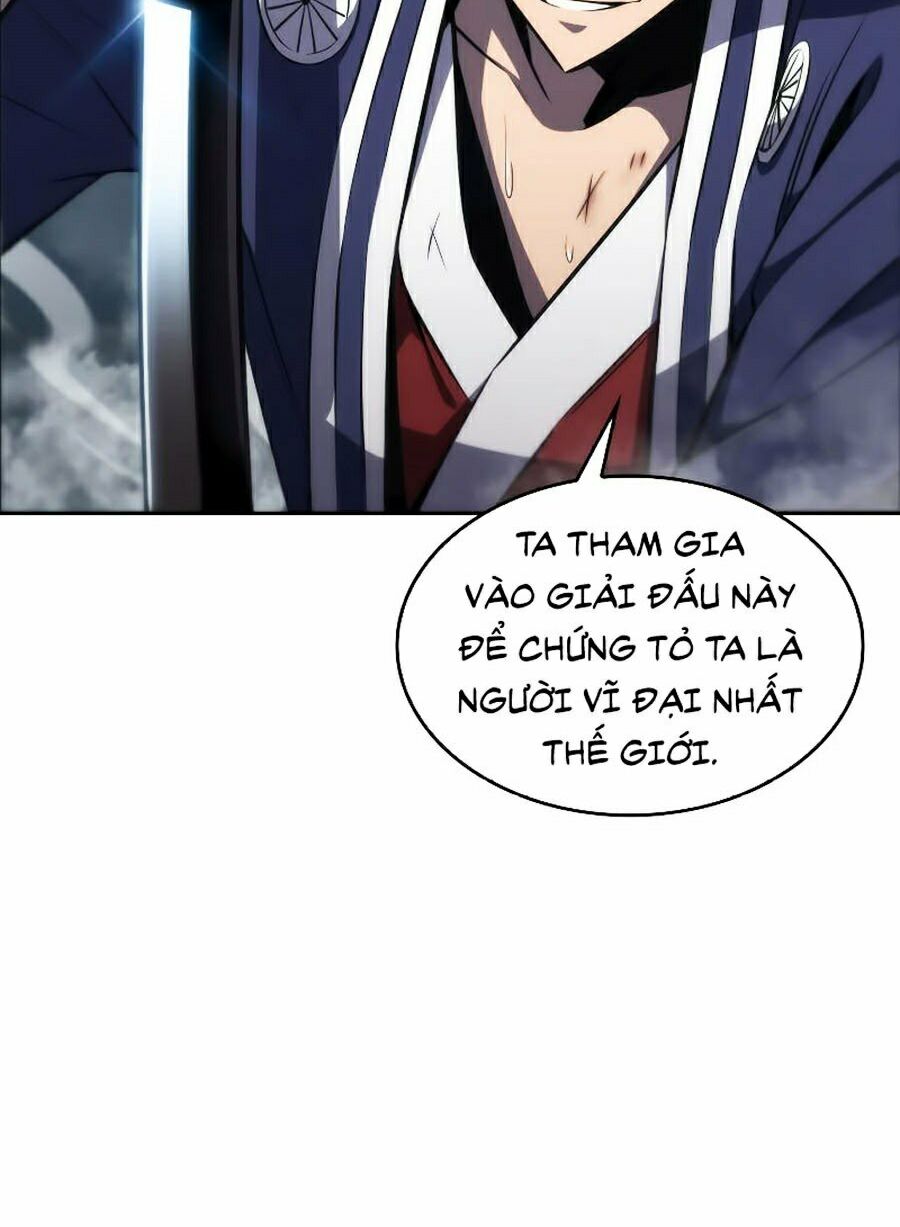 TA THAM GIA
VÀO GIẢI ĐẤU NÀY
ĐỂ CHỨNG TỎ TA LÀ
NGƯỜI VĨ ĐẠI NHẤT
THẾ GIỚI.